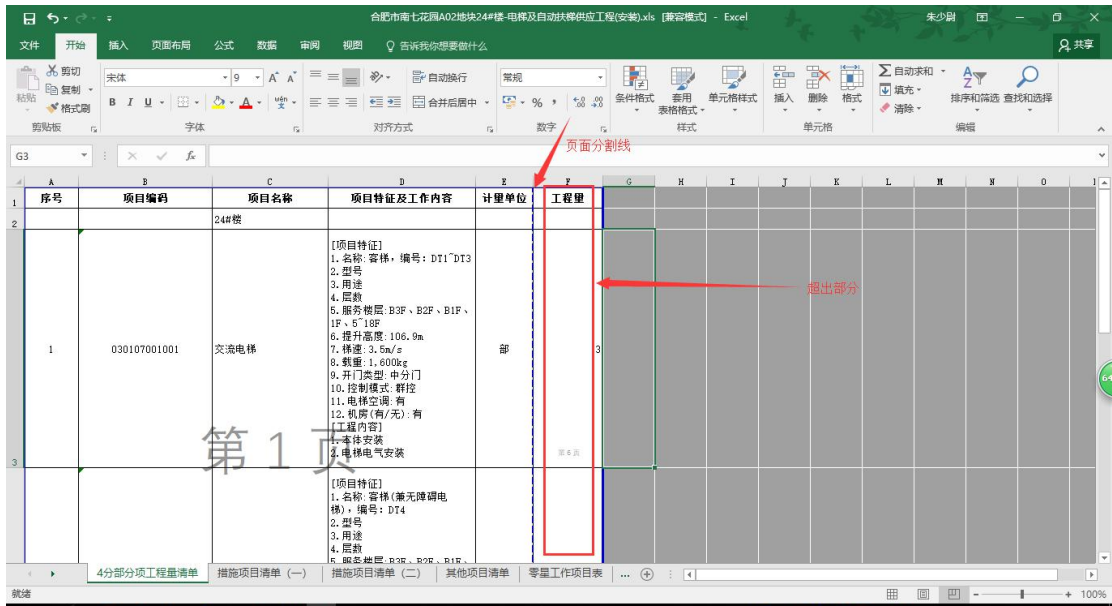 合肥市南七花园A02地块24#楼-电梯及自动扶梯供应工程(安装).xls [兼容模式] - Excel
朱少尉
文件 开始 插入 页面布局 公式 数据 审阅 视图 告诉我你想要做什么
共享
粘贴
剪切
复制
格式刷
剪贴板
宋体 9
B I U A
字体
自动换行
合并后居中
对齐方式
常规
数字
条件格式
套用
表格格式
单元格样式
样式
插入 删除 格式
单元格
自动求和
填充
清除
排序和筛选 查找和选择
编辑
页面分割线
G3
fx
A B C D E F G H I J K L M N O
1 序号 项目编码 项目名称 项目特征及工作内容 计量单位 工程量
2 24#楼
[项目特征]
1.名称:客梯,编号:DT1~DT3
2.型号
3.用途
4.层数
5.服务楼层:B3F、B2F、B1F、
1F、5~18F
6.提升高度:106.9m
7.梯速:3.5m/s
8.载重:1,600kg
1 030107001001 交流电梯 部 3
9.开门类型:中分门
10.控制模式:群控
11.电梯空调:有
12.机房(有/无):有
[工程内容]
1.本体安装
2.电梯电气安装
3
第 1 页
第 6 页
超出部分
[项目特征]
1.名称:客梯(兼无障碍电
梯),编号:DT4
2.型号
3.用途
4.层数
5.服务楼层:B3F、B2F、B1F、
4分部分项工程量清单 措施项目清单 (一) 措施项目清单 (二) 其他项目清单 零星工作项目表 ...
就绪
100%
64